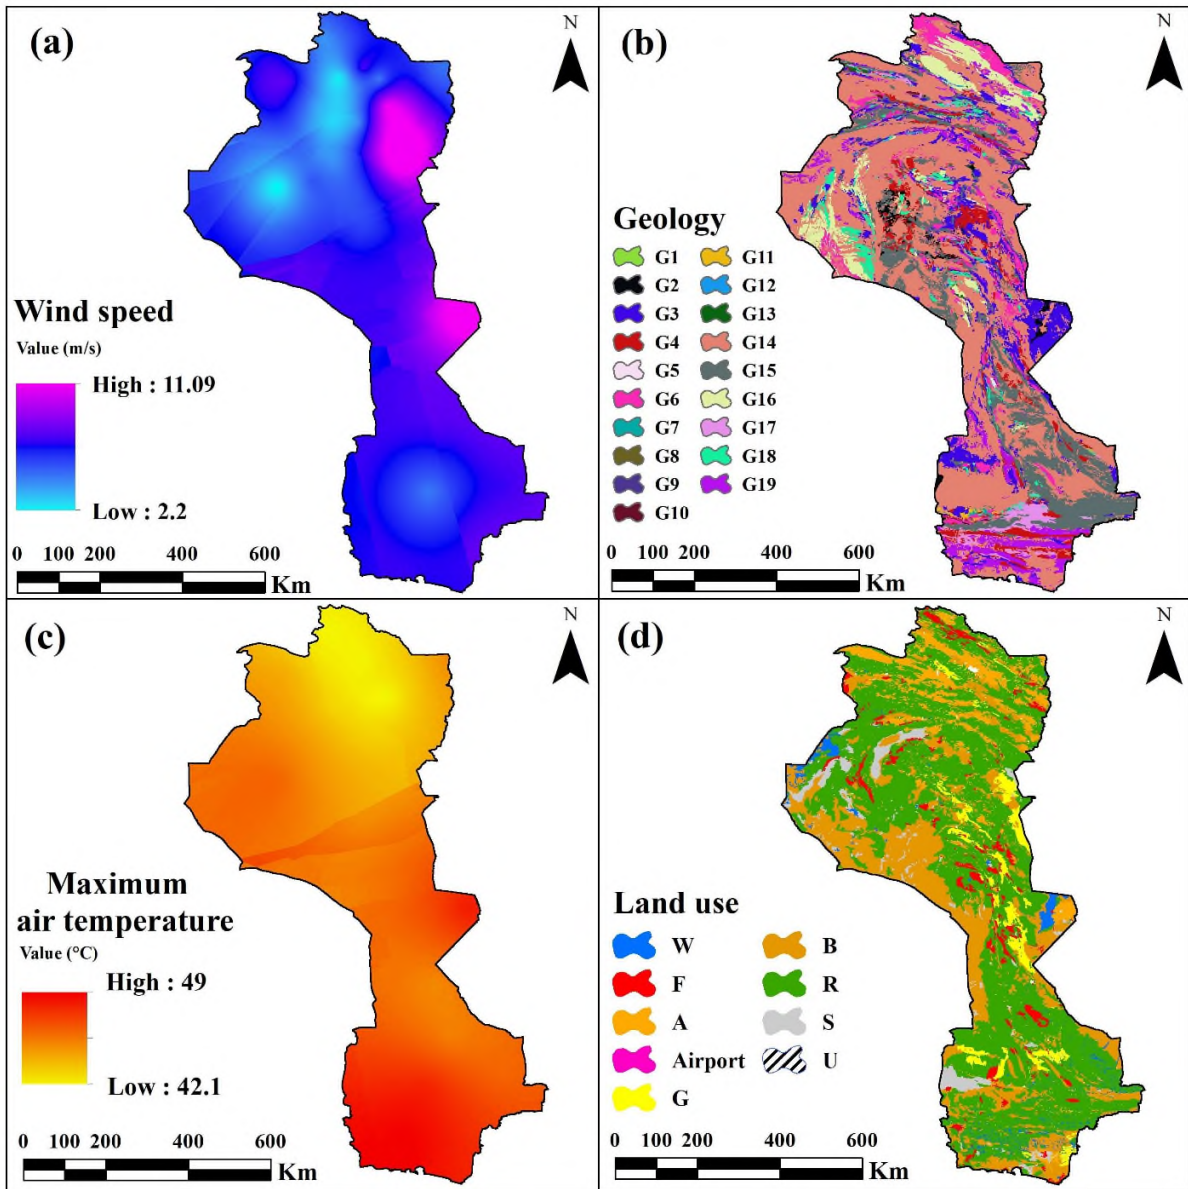 (a)
N
Wind speed
Value (m/s)
High : 11.09
Low : 2.2
0 100 200 400 600
Km
(b)
N
Geology
G1 G11
G2 G12
G3 G13
G4 G14
G5 G15
G6 G16
G7 G17
G8 G18
G9 G19
G10
0 100 200 400 600
Km
(c)
N
Maximum
air temperature
Value (°C)
High : 49
Low : 42.1
0 100 200 400 600
Km
(d)
N
Land use
W B
F R
A S
Airport U
G
0 100 200 400 600
Km